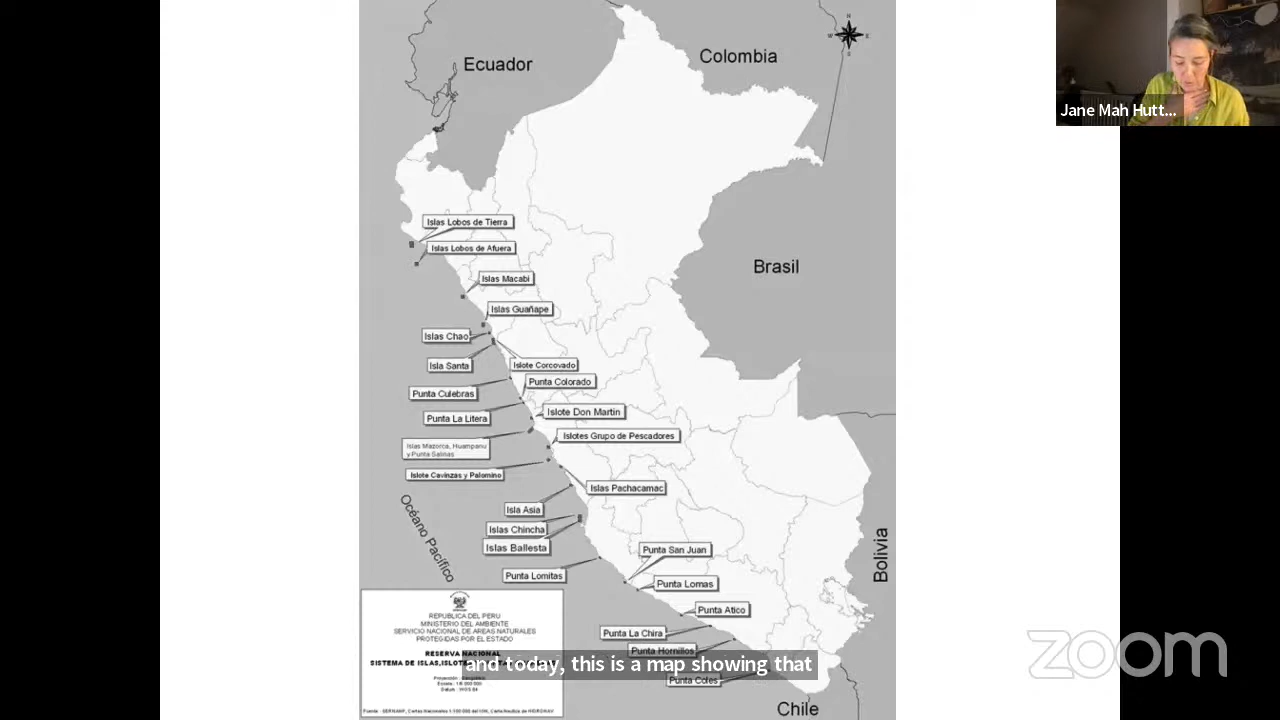 N
W
E
S
Colombia
Ecuador
Jane Mah Hutt...
Islas Lobos de Tierra
Islas Lobos de Afuera
Brasil
Islas Macabi
Islas Guañape
Islas Chao
Isla Santa
Islote Corcovado
Punta Colorado
Punta Culebras
Islote Don Martin
Punta La Litera
Islotes Grupo de Pescadores
Islas Mazorca, Huampanu
y Punta Salinas
Islote Cavinzas y Palomino
Islas Pachacamac
Océano Pacífico
Isla Asia
Islas Chincha
Islas Ballesta
Bolivia
Punta San Juan
Punta Lomitas
Punta Lomas
Punta Atico
Punta La Chira
Punta Hornillos
Punta Coles
REPUBLICA DEL PERU
MINISTERIO DEL AMBIENTE
SERVICIO NACIONAL DE AREAS NATURALES
PROTEGIDAS POR EL ESTADO
RESERVA NACIONAL
SISTEMA DE ISLAS, ISLOTES
and today, this is a map showing that
zoom
Chile